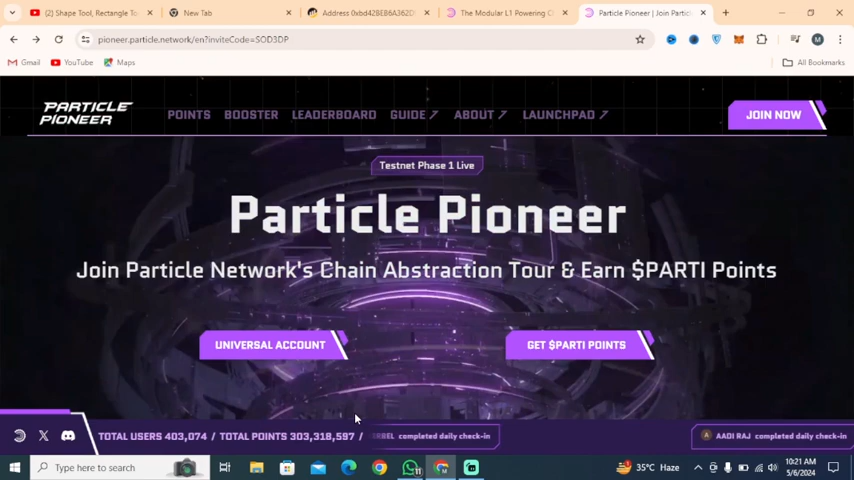 (2) Shape Tool, Rectangle To
New Tab
Address 0xbd42BEB6A362D
The Modular L1 Powering C
Particle Pioneer | Join Partic
pioneer.particle.network/en?inviteCode=SOD3DP
M
Gmail
YouTube
Maps
All Bookmarks
PARTICLE PIONEER
POINTS
BOOSTER
LEADERBOARD
GUIDE
ABOUT
LAUNCHPAD
JOIN NOW
Testnet Phase 1 Live
Particle Pioneer
Join Particle Network's Chain Abstraction Tour & Earn $PARTI Points
UNIVERSAL ACCOUNT
GET $PARTI POINTS
TOTAL USERS 403,074 / TOTAL POINTS 303,318,597 /
completed daily check-in
A AADI RAJ completed daily check-in
Type here to search
35°C Haze
10:21 AM
5/6/2024